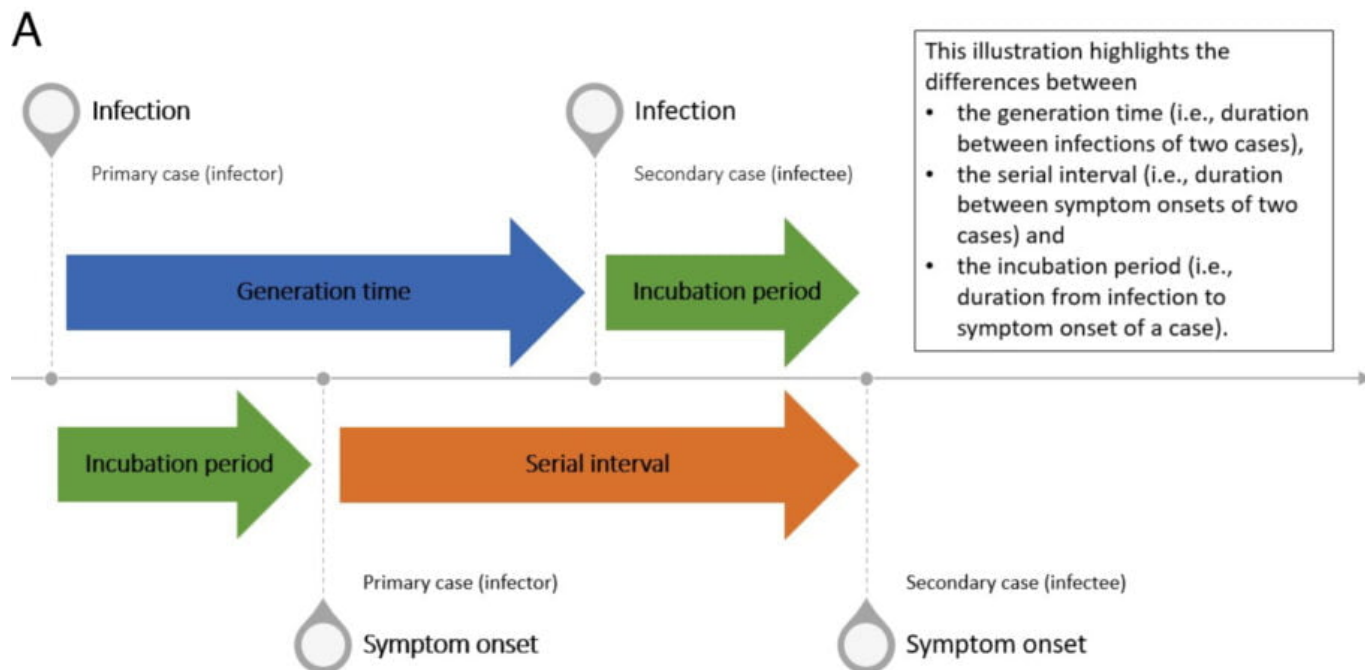 A
Infection
Primary case (infector)
Infection
Secondary case (infectee)
This illustration highlights the
differences between
• the generation time (i.e., duration
between infections of two cases),
• the serial interval (i.e., duration
between symptom onsets of two
cases) and
• the incubation period (i.e.,
duration from infection to
symptom onset of a case).
Generation time
Incubation period
Incubation period
Serial interval
Primary case (infector)
Symptom onset
Secondary case (infectee)
Symptom onset